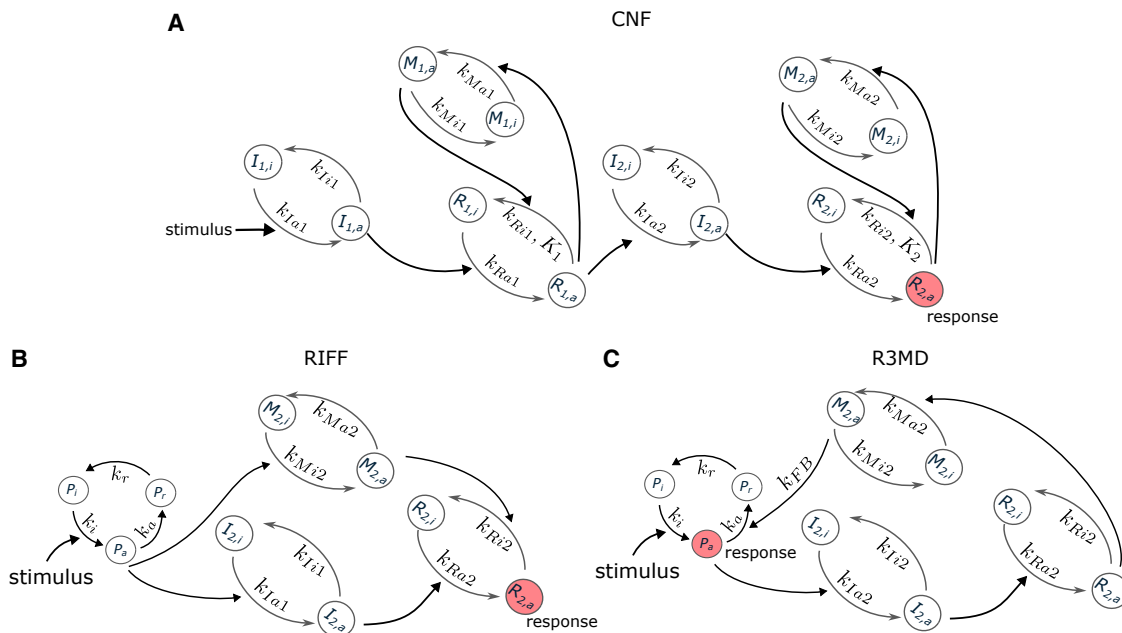 CNF
A
M1,a
kMa1
kMi1
M1,i
M2,a
kMa2
kMi2
M2,i
I1,i
kIi1
kIa1
I1,a
stimulus
R1,i
kRi1, K1
kRa1
R1,a
I2,i
kIi2
kIa2
I2,a
R2,i
kRi2, K2
kRa2
R2,a
response
B
RIFF
M2,i
kMa2
kMi2
M2,a
Pi
kr
Pr
ki
ka
Pa
stimulus
I2,i
kIi1
kIa1
I2,a
R2,i
kRi2
kRa2
R2,a
response
C
R3MD
M2,a
kMa2
kMi2
M2,i
kFB
Pi
kr
Pr
ki
ka
Pa
response
stimulus
I2,i
kIi2
kIa2
I2,a
R2,i
kRi2
kRa2
R2,a